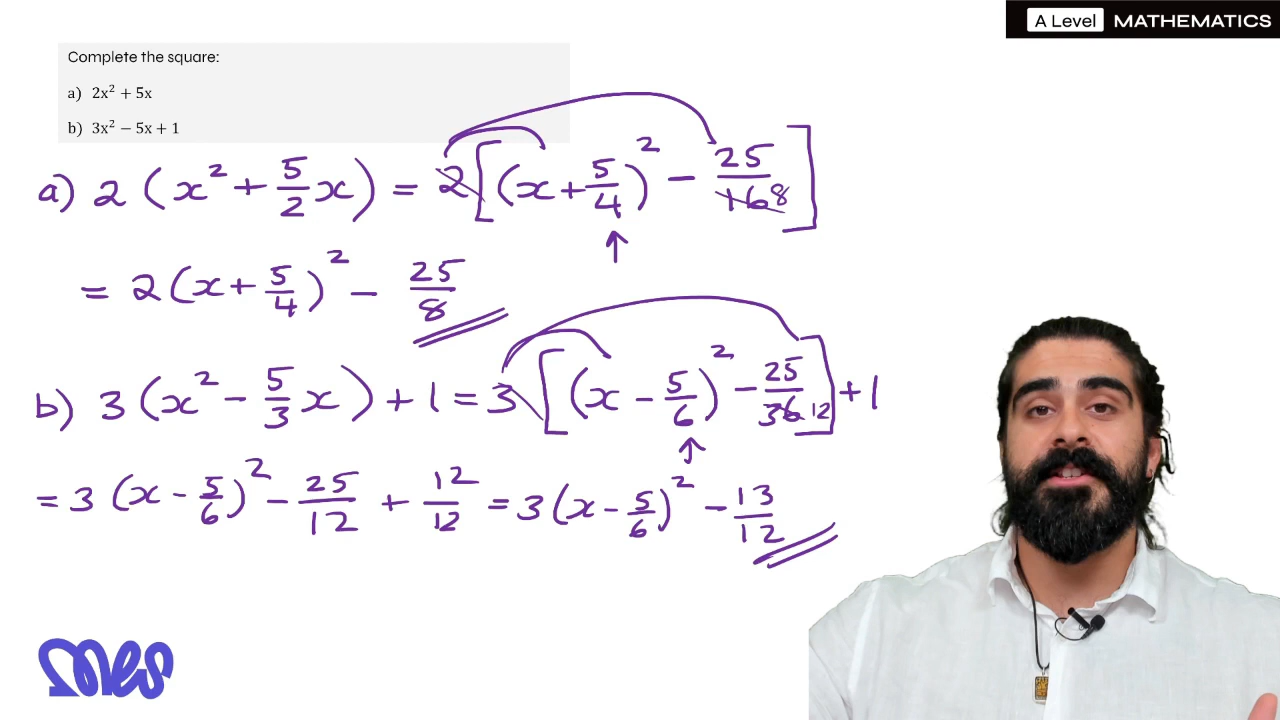 A Level MATHEMATICS
Complete the square:
a) 2x² + 5x
b) 3x² − 5x + 1
a) 2 (x² + 5/2 x) = 2 [(x + 5/4)² − 25/16 8]
= 2 (x + 5/4)² − 25/8
b) 3 (x² − 5/3 x) + 1 = 3 [(x − 5/6)² − 25/36 12] + 1
= 3 (x − 5/6)² − 25/12 + 12/12 = 3 (x − 5/6)² − 13/12
mes